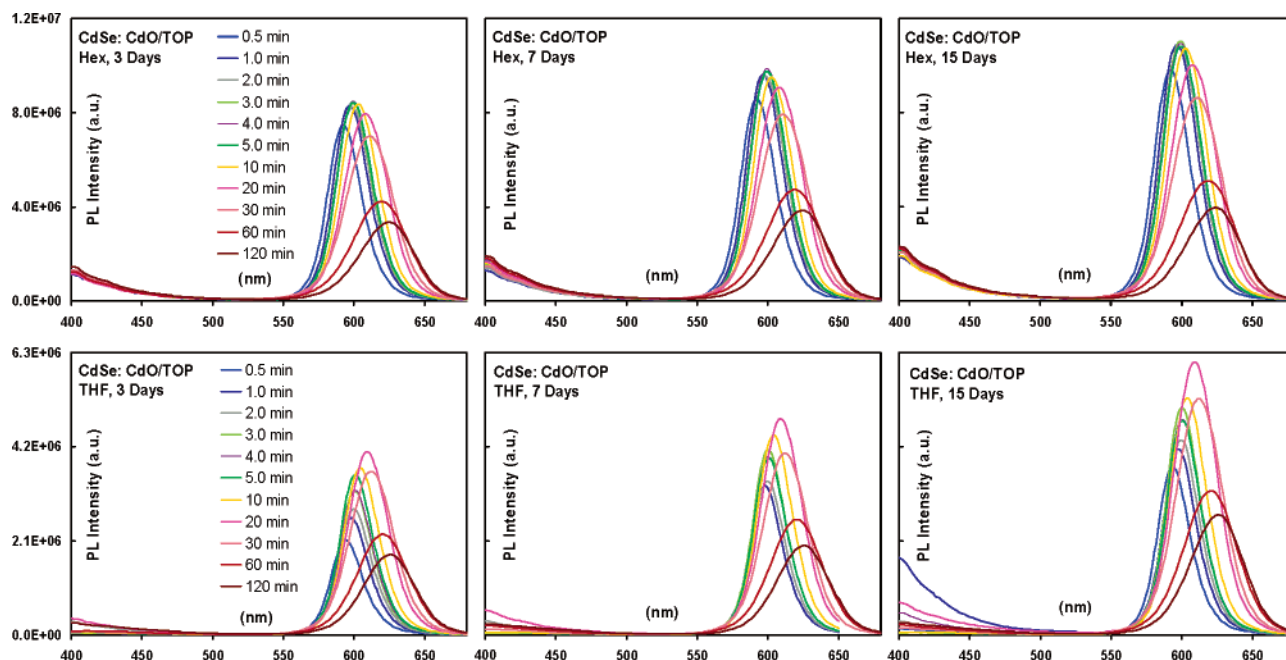 1.2E+07
8.0E+06
4.0E+06
0.0E+00
PL Intensity (a.u.)
CdSe: CdO/TOP
Hex, 3 Days
0.5 min
1.0 min
2.0 min
3.0 min
4.0 min
5.0 min
10 min
20 min
30 min
60 min
120 min
(nm)
400 450 500 550 600 650
CdSe: CdO/TOP
Hex, 7 Days
PL Intensity (a.u.)
(nm)
400 450 500 550 600 650
CdSe: CdO/TOP
Hex, 15 Days
PL Intensity (a.u.)
(nm)
400 450 500 550 600 650
6.3E+06
4.2E+06
2.1E+06
0.0E+00
PL Intensity (a.u.)
CdSe: CdO/TOP
THF, 3 Days
0.5 min
1.0 min
2.0 min
3.0 min
4.0 min
5.0 min
10 min
20 min
30 min
60 min
120 min
(nm)
400 450 500 550 600 650
CdSe: CdO/TOP
THF, 7 Days
PL Intensity (a.u.)
(nm)
400 450 500 550 600 650
CdSe: CdO/TOP
THF, 15 Days
PL Intensity (a.u.)
(nm)
400 450 500 550 600 650